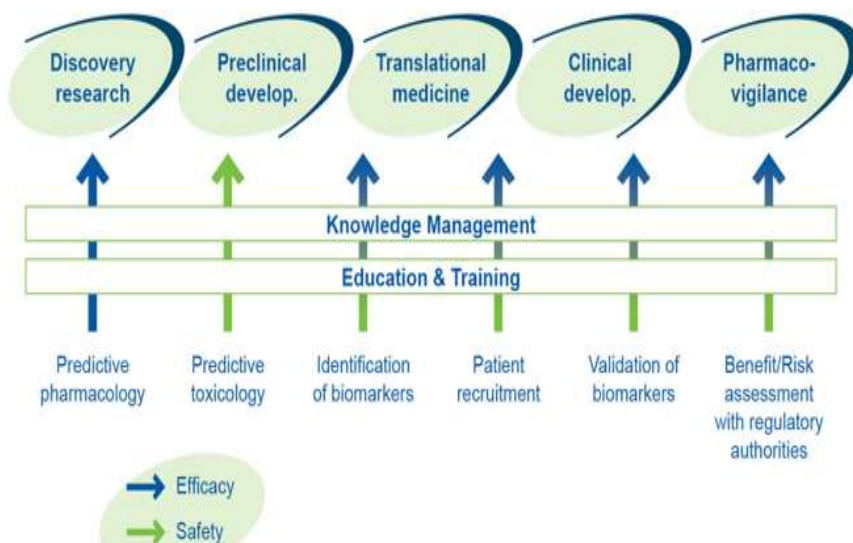 Discovery
research
Preclinical
develop.
Translational
medicine
Clinical
develop.
Pharmaco-
vigilance
Knowledge Management
Education & Training
Predictive
pharmacology
Predictive
toxicology
Identification
of biomarkers
Patient
recruitment
Validation of
biomarkers
Benefit/Risk
assessment
with regulatory
authorities
Efficacy
Safety